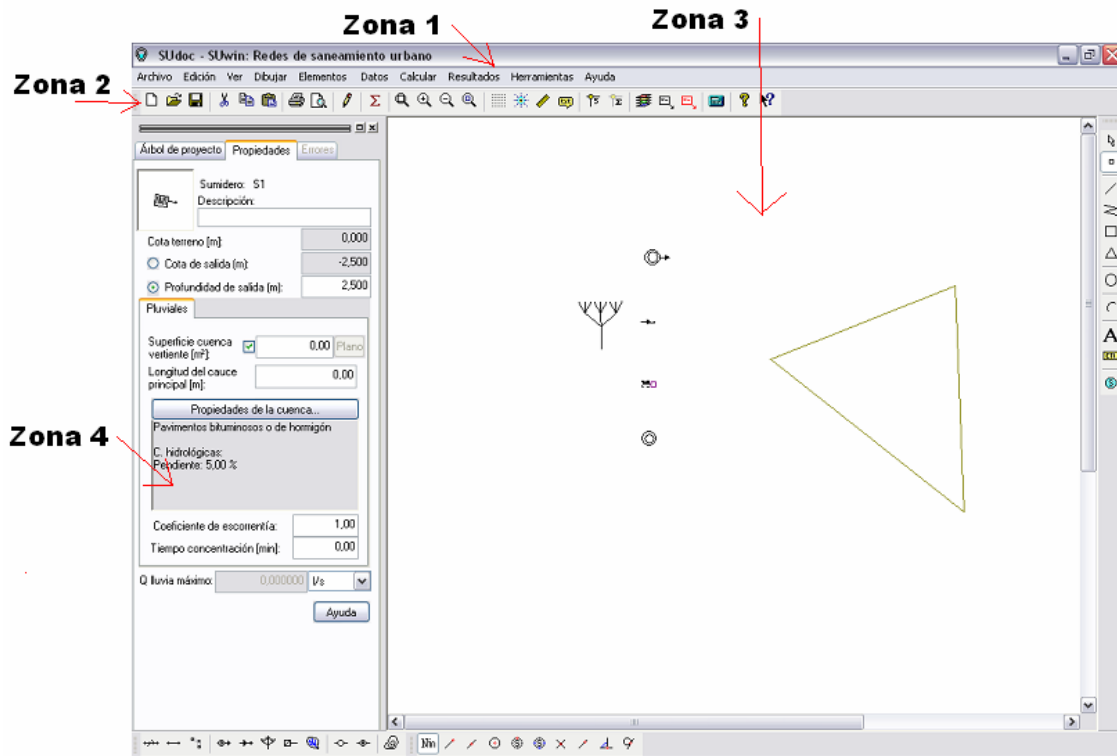 Zona 1
Zona 3
Zona 2
SUdoc - SUwin: Redes de saneamiento urbano
Archivo Edición Ver Dibujar Elementos Datos Calcular Resultados Herramientas Ayuda
Árbol de proyecto Propiedades Errores
Sumidero: S1
Descripción:
Cota terreno [m]: 0,000
Cota de salida (m): -2,500
Profundidad de salida (m): 2,500
Pluviales
Superficie cuenca vertiente [m²]: 0,00 Plano
Longitud del cauce principal [m]: 0,00
Propiedades de la cuenca...
Zona 4
Pavimentos bituminosos o de hormigón
C. hidrológicas:
Pendiente: 5,00 %
Coeficiente de escorrentía: 1,00
Tiempo concentración [min]: 0,00
Q lluvia máximo: 0,000000 l/s
Ayuda
A
Nin